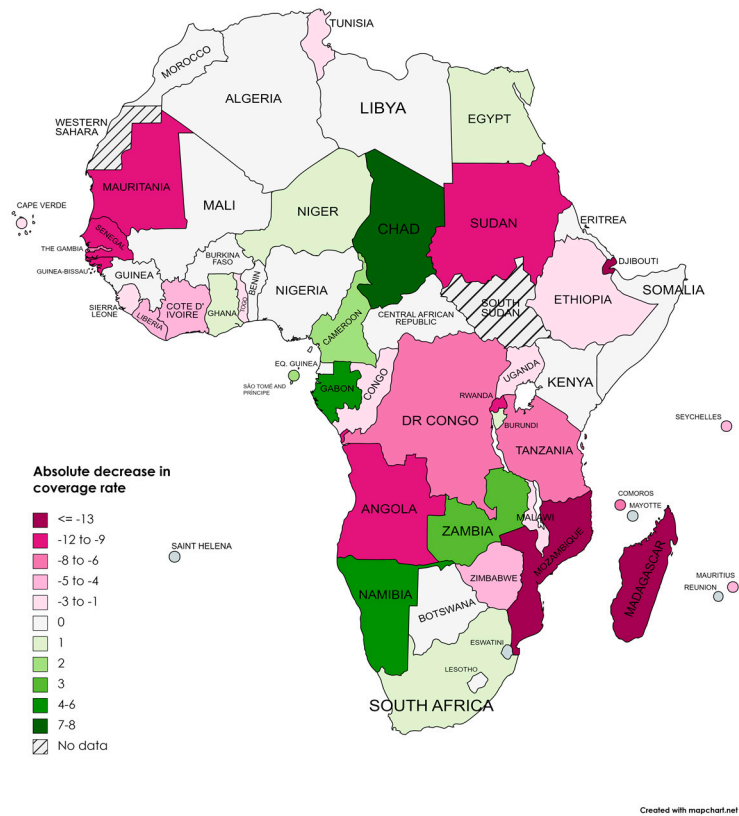 TUNISIA
MOROCCO
ALGERIA
LIBYA
EGYPT
WESTERN
SAHARA
MAURITANIA
MALI
NIGER
CHAD
SUDAN
ERITREA
CAPE VERDE
SENEGAL
THE GAMBIA
GUINEA-BISSAU
GUINEA
BURKINA
FASO
BENIN
NIGERIA
DJIBOUTI
SOMALIA
ETHIOPIA
SOUTH
SUDAN
SIERRA
LEONE
LIBERIA
COTE D'
IVOIRE
GHANA
TOGO
CAMEROON
CENTRAL AFRICAN
REPUBLIC
EQ. GUINEA
SÃO TOMÉ AND
PRÍNCIPE
GABON
CONGO
UGANDA
KENYA
RWANDA
DR CONGO
BURUNDI
TANZANIA
SEYCHELLES
COMOROS
MAYOTTE
ANGOLA
ZAMBIA
MALAWI
MOZAMBIQUE
MADAGASCAR
SAINT HELENA
NAMIBIA
ZIMBABWE
BOTSWANA
MAURITIUS
REUNION
ESWATINI
LESOTHO
SOUTH AFRICA
Absolute decrease in
coverage rate
<= -13
-12 to -9
-8 to -6
-5 to -4
-3 to -1
0
1
2
3
4-6
7-8
No data
Created with mapchart.net